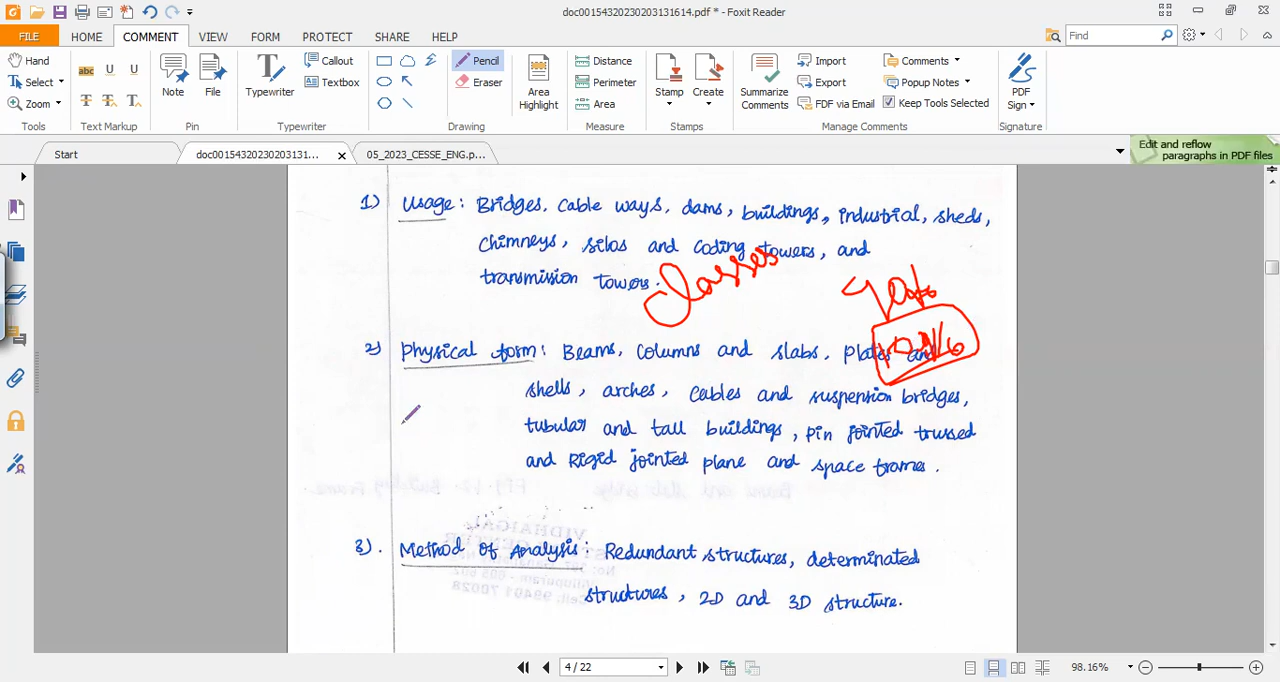 doc00154320230203131614.pdf * - Foxit Reader
FILE HOME COMMENT VIEW FORM PROTECT SHARE HELP
Find
Hand
Select
Zoom
Tools
abc U U
T T T
Text Markup
Note
File
Pin
Typewriter
Callout
Textbox
Typewriter
Pencil
Eraser
Drawing
Area
Highlight
Distance
Perimeter
Area
Measure
Stamp
Create
Stamps
Summarize
Comments
Import
Export
FDF via Email
Comments
Popup Notes
Keep Tools Selected
Manage Comments
PDF
Sign
Signature
Start
doc00154320230203131...
05_2023_CESSE_ENG.p...
Edit and reflow
paragraphs in PDF files
1) Usage: Bridges, cable ways, dams, buildings, industrial, sheds,
chimneys, silos and coding towers, and
transmission towers.
classes
2) Physical form: Beams, columns and slabs, plates and
shells, arches, cables and suspension bridges,
tubular and tall buildings, pin jointed trussed
and Rigid jointed plane and space frames.
3). Method of Analysis: Redundant structures, determinated
structures, 2D and 3D structure.
4 / 22
98.16%